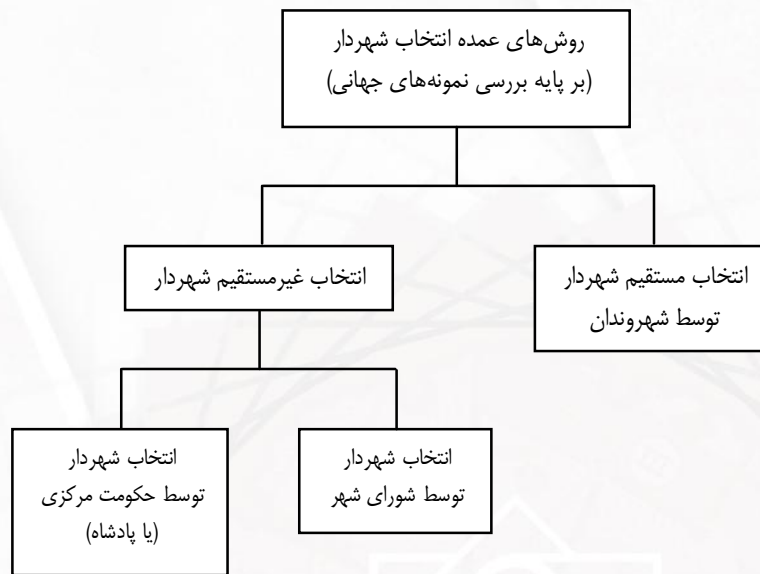 روش‌های عمده انتخاب شهردار
(بر پایه بررسی نمونه‌های جهانی)
انتخاب مستقیم شهردار
توسط شهروندان
انتخاب غیرمستقیم شهردار
انتخاب شهردار
توسط شورای شهر
انتخاب شهردار
توسط حکومت مرکزی
(یا پادشاه)